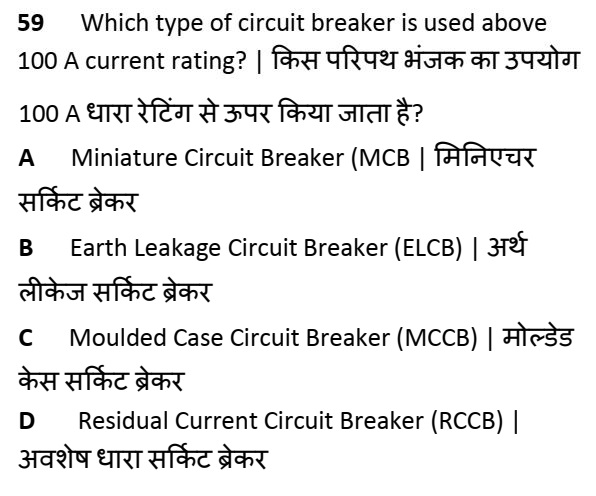 59 Which type of circuit breaker is used above
100 A current rating? | किस परिपथ भंजक का उपयोग
100 A धारा रेटिंग से ऊपर किया जाता है?
A Miniature Circuit Breaker (MCB | मिनिएचर
सर्किट ब्रेकर
B Earth Leakage Circuit Breaker (ELCB) | अर्थ
लीकेज सर्किट ब्रेकर
C Moulded Case Circuit Breaker (MCCB) | मोल्डेड
केस सर्किट ब्रेकर
D Residual Current Circuit Breaker (RCCB) |
अवशेष धारा सर्किट ब्रेकर